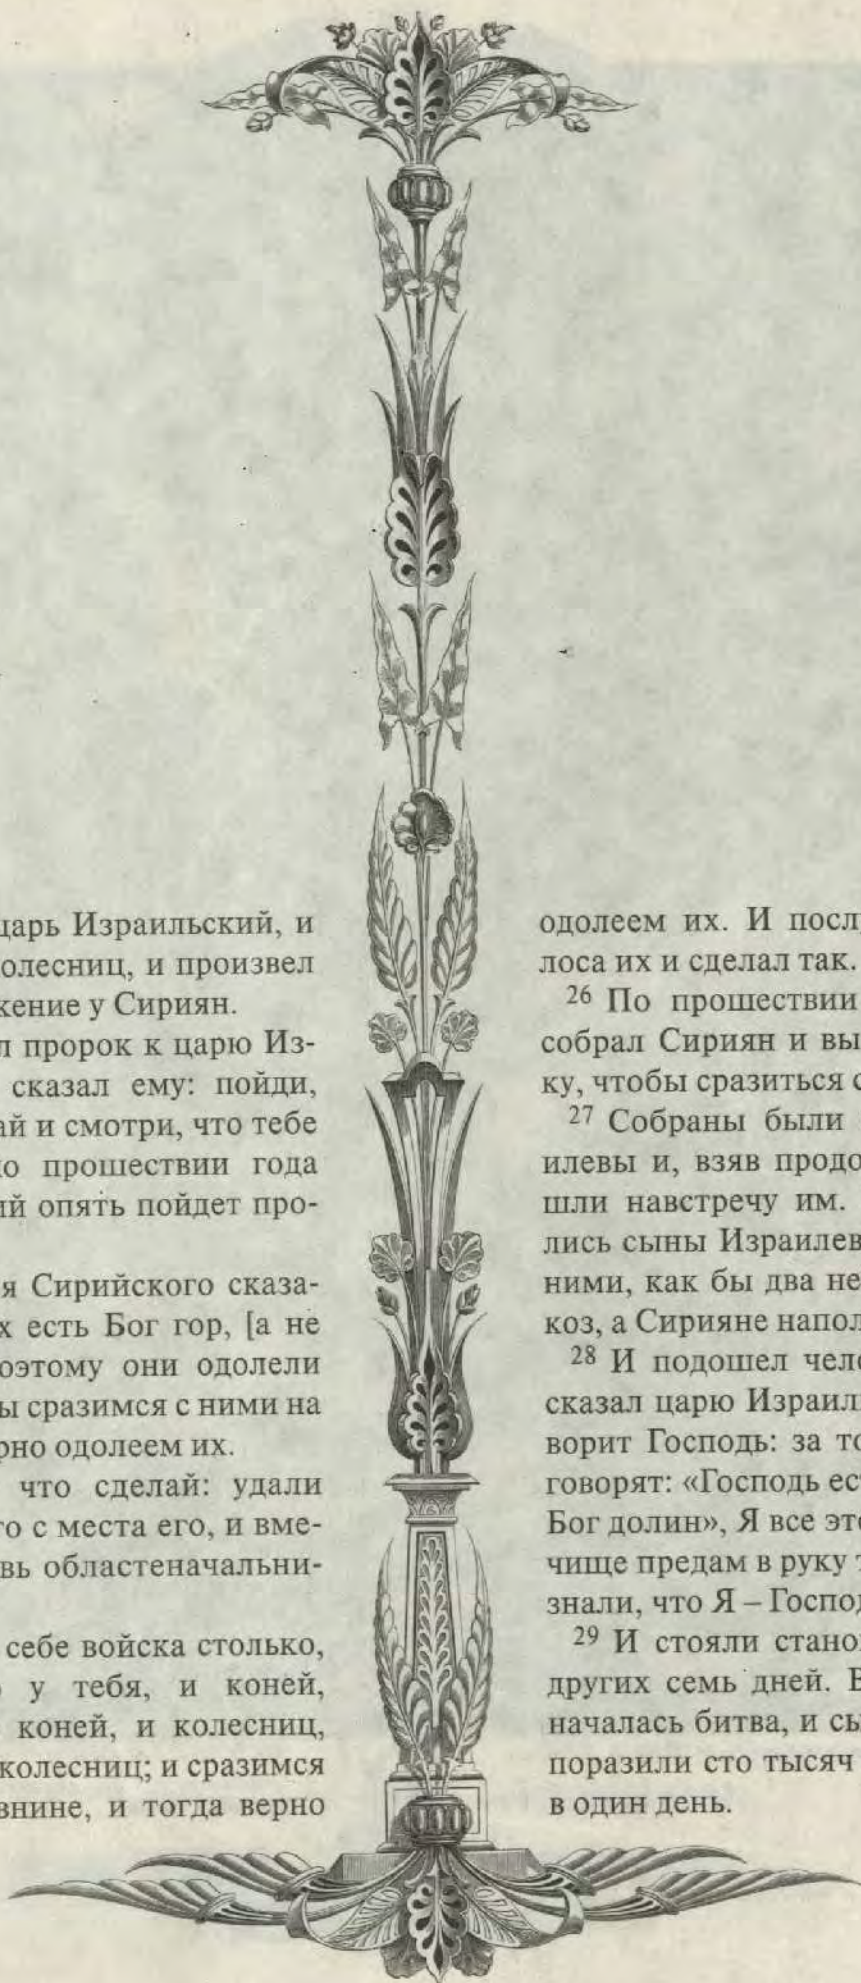 царь Израильский, и
олесниц, и произвел
жение у Сириян.
л пророк к царю Из-
сказал ему: пойди,
ай и смотри, что тебе
о прошествии года
ий опять пойдет про-
я Сирийского сказа-
х есть Бог гор, [а не
оэтому они одолели
ы сразимся с ними на
рно одолеем их.
что сделай: удали
го с места его, и вме-
вь областеначальни-
себе войска столько,
у тебя, и коней,
коней, и колесниц,
колесниц; и сразимся
внине, и тогда верно
одолеем их. И посл
лоса их и сделал так.
26 По прошествии
собрал Сириян и вы
ку, чтобы сразиться с
27 Собраны были
илевы и, взяв продо
шли навстречу им.
лись сыны Израилев
ними, как бы два не
коз, а Сирияне напол
28 И подошел чело
сказал царю Израил
ворит Господь: за то
говорят: «Господь ес
Бог долин», Я все это
чище предам в руку т
знали, что Я – Господ
29 И стояли стано
других семь дней. В
началась битва, и сы
поразили сто тысяч
в один день.